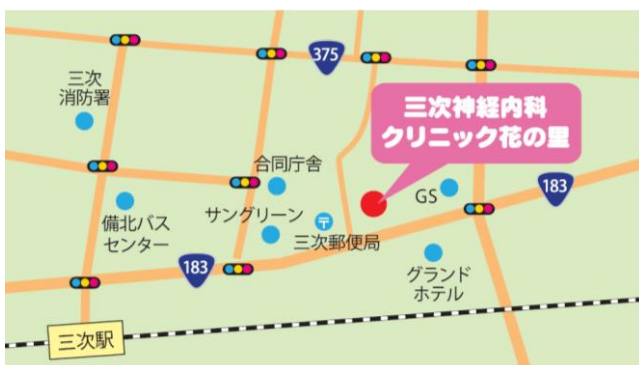 375
三次
消防署
三次神経内科
クリニック花の里
合同庁舎
GS
183
備北バス
センター
サングリーン
〒
三次郵便局
183
グランド
ホテル
三次駅